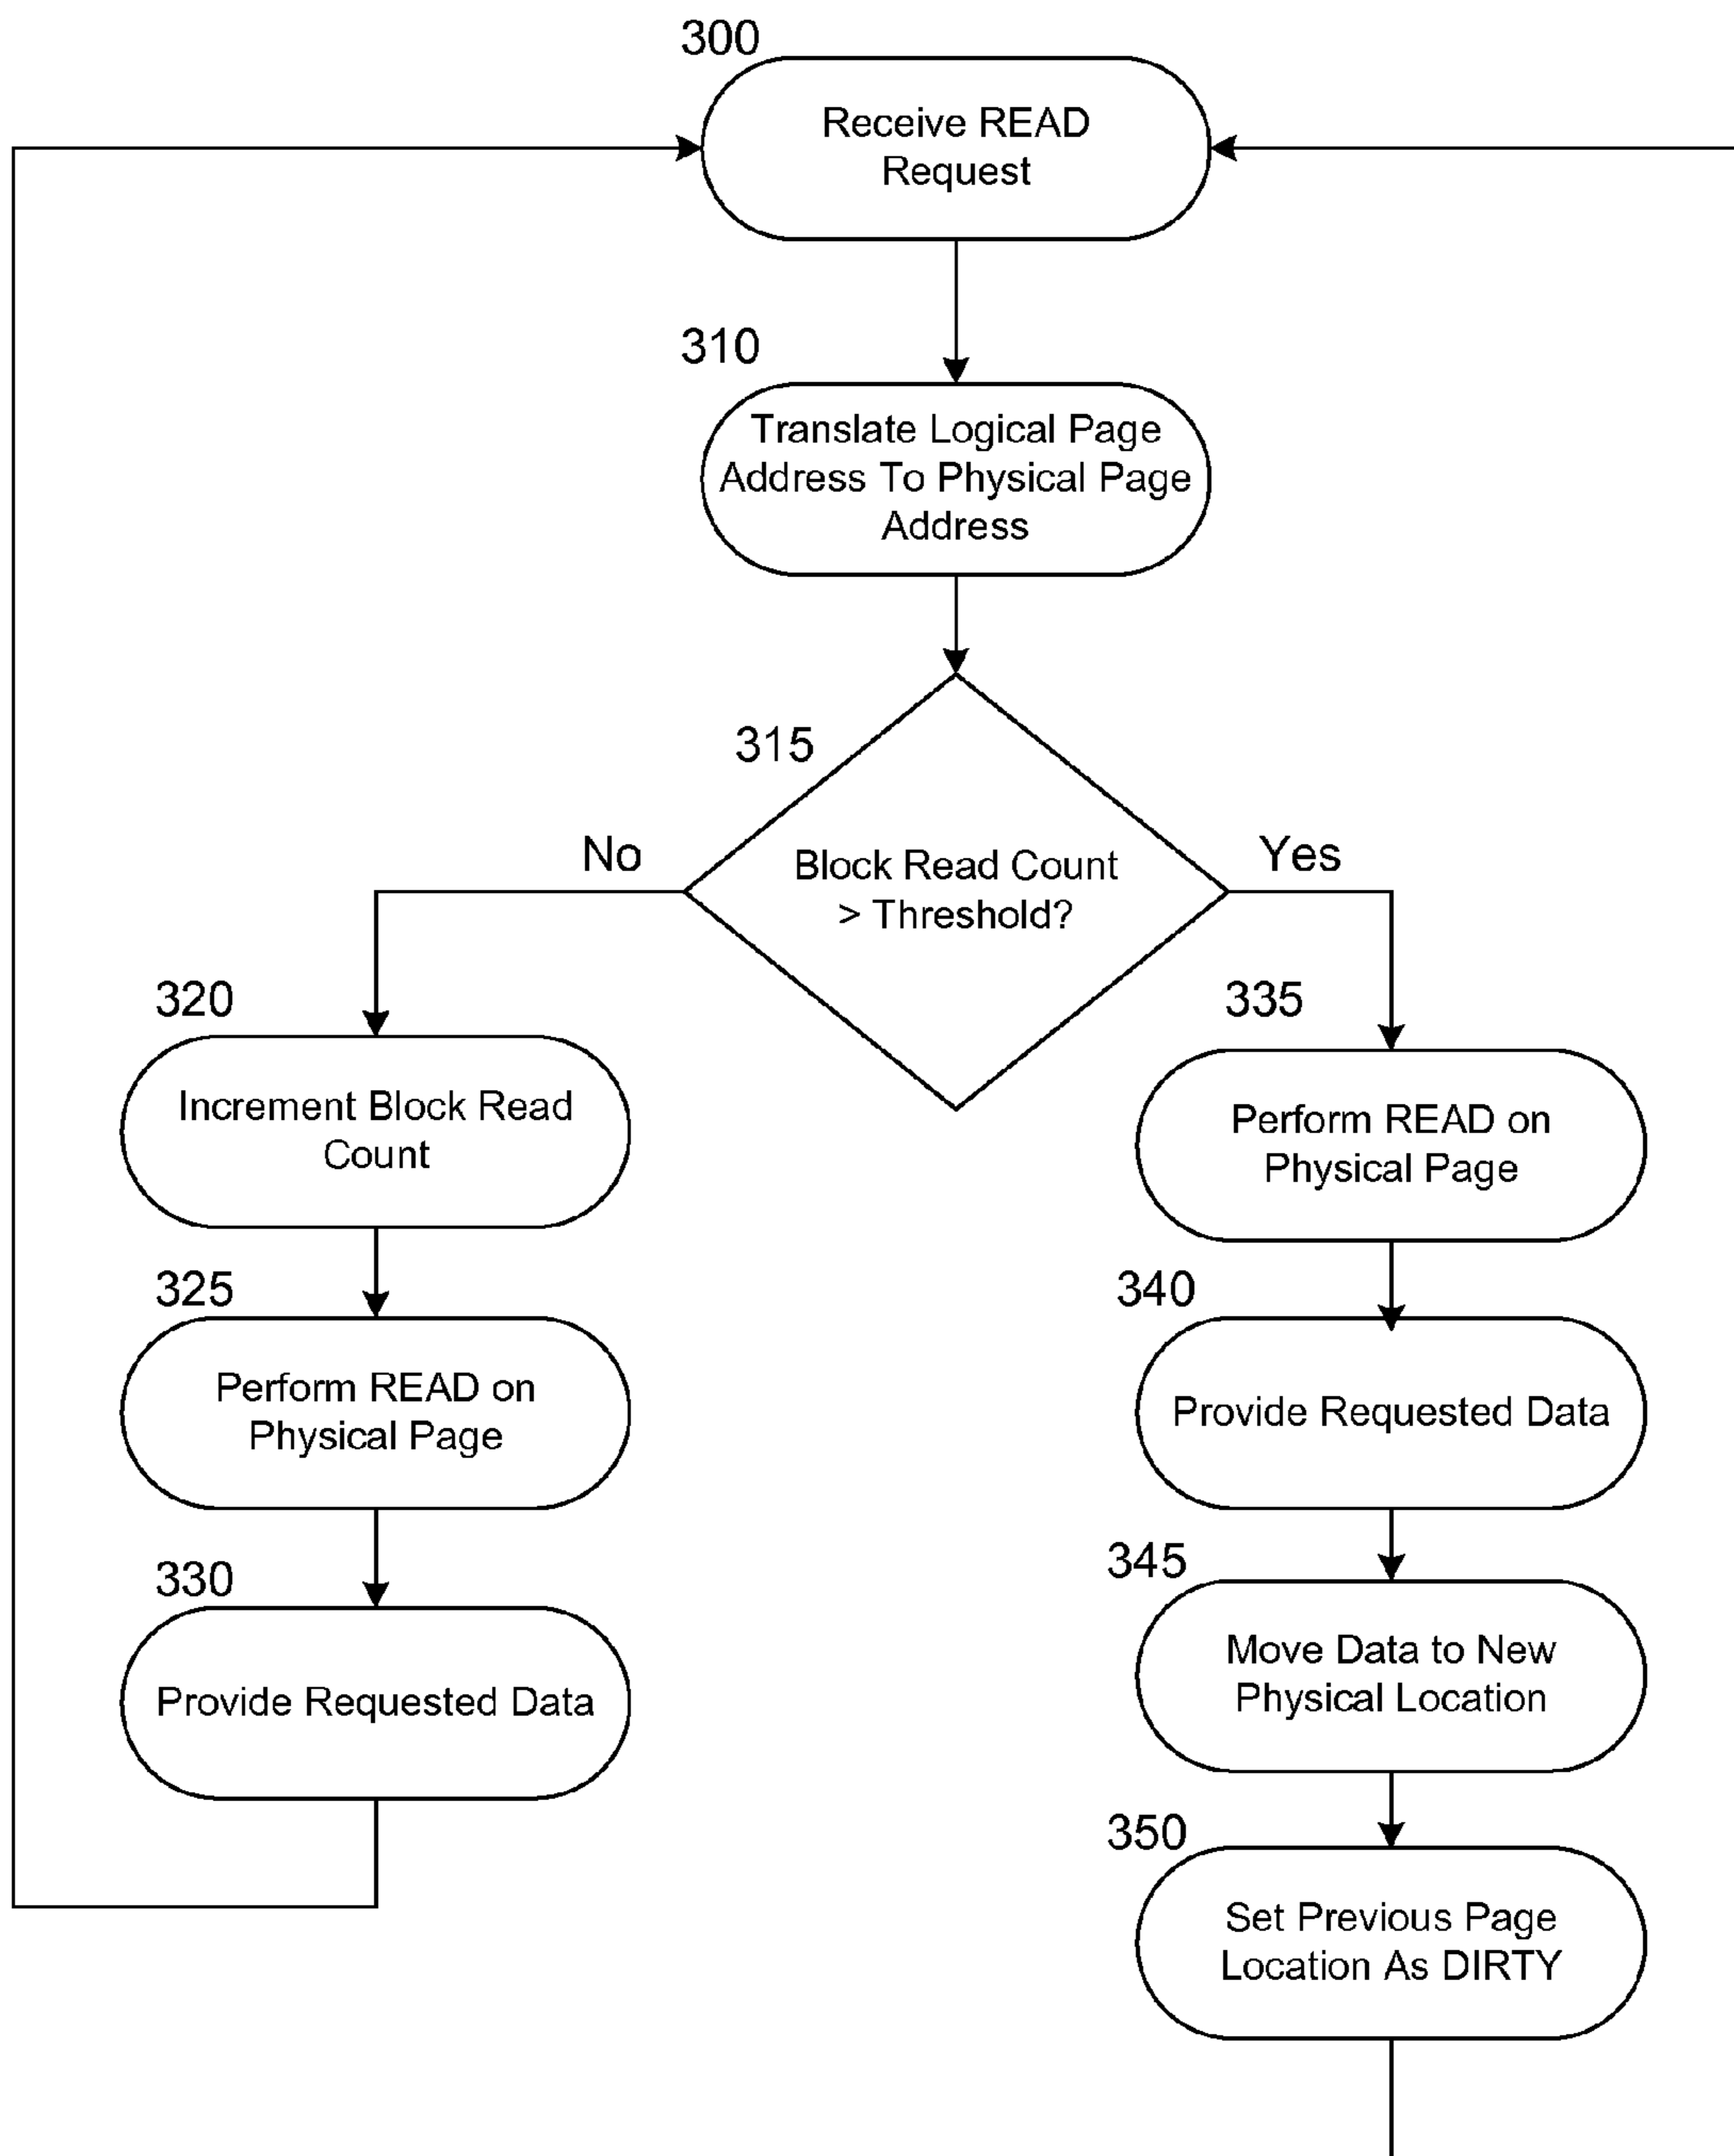 300
Receive READ
Request
310
Translate Logical Page
Address To Physical Page
Address
315
Block Read Count
> Threshold?
No
Yes
320
Increment Block Read
Count
325
Perform READ on
Physical Page
330
Provide Requested Data
335
Perform READ on
Physical Page
340
Provide Requested Data
345
Move Data to New
Physical Location
350
Set Previous Page
Location As DIRTY